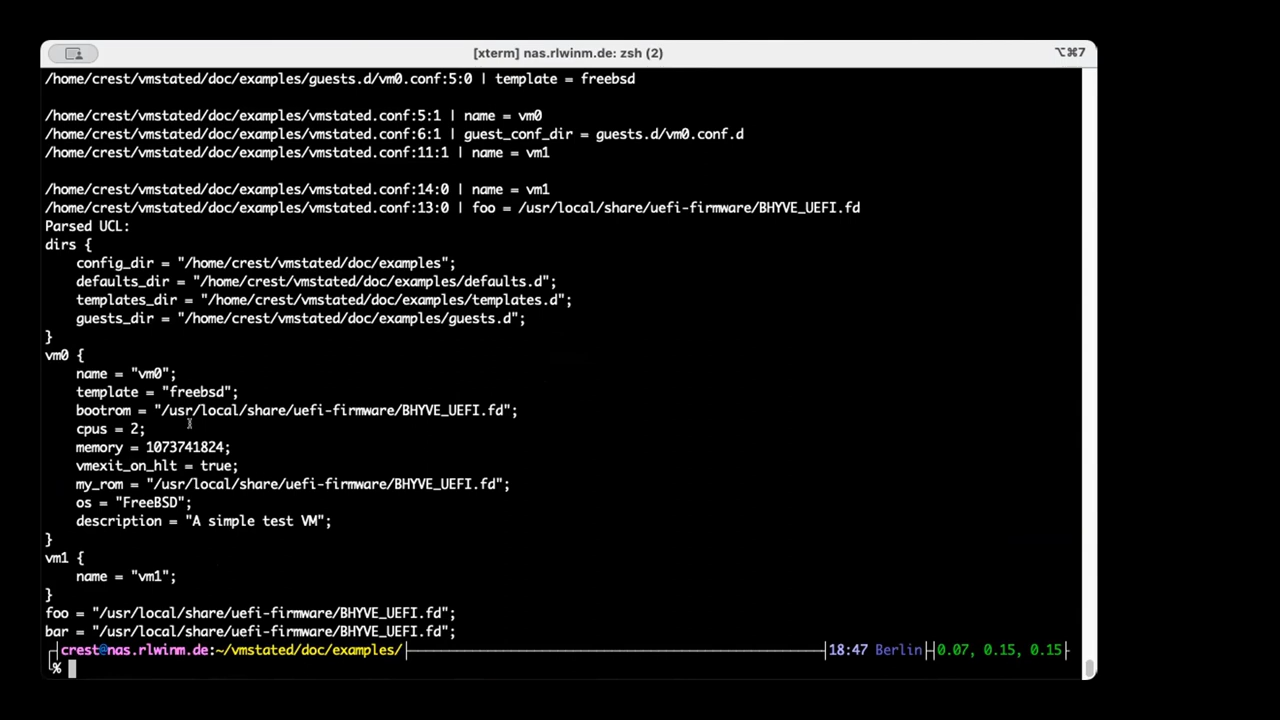 [xterm] nas.rlwinm.de: zsh (2)
⌥⌘7
/home/crest/vmstated/doc/examples/guests.d/vm0.conf:5:0 | template = freebsd
/home/crest/vmstated/doc/examples/vmstated.conf:5:1 | name = vm0
/home/crest/vmstated/doc/examples/vmstated.conf:6:1 | guest_conf_dir = guests.d/vm0.conf.d
/home/crest/vmstated/doc/examples/vmstated.conf:11:1 | name = vm1
/home/crest/vmstated/doc/examples/vmstated.conf:14:0 | name = vm1
/home/crest/vmstated/doc/examples/vmstated.conf:13:0 | foo = /usr/local/share/uefi-firmware/BHYVE_UEFI.fd
Parsed UCL:
dirs {
    config_dir = "/home/crest/vmstated/doc/examples";
    defaults_dir = "/home/crest/vmstated/doc/examples/defaults.d";
    templates_dir = "/home/crest/vmstated/doc/examples/templates.d";
    guests_dir = "/home/crest/vmstated/doc/examples/guests.d";
}
vm0 {
    name = "vm0";
    template = "freebsd";
    bootrom = "/usr/local/share/uefi-firmware/BHYVE_UEFI.fd";
    cpus = 2;
    memory = 1073741824;
    vmexit_on_hlt = true;
    my_rom = "/usr/local/share/uefi-firmware/BHYVE_UEFI.fd";
    os = "FreeBSD";
    description = "A simple test VM";
}
vm1 {
    name = "vm1";
}
foo = "/usr/local/share/uefi-firmware/BHYVE_UEFI.fd";
bar = "/usr/local/share/uefi-firmware/BHYVE_UEFI.fd";
crest@nas.rlwinm.de:~/vmstated/doc/examples/ 18:47 Berlin 0.07, 0.15, 0.15
%